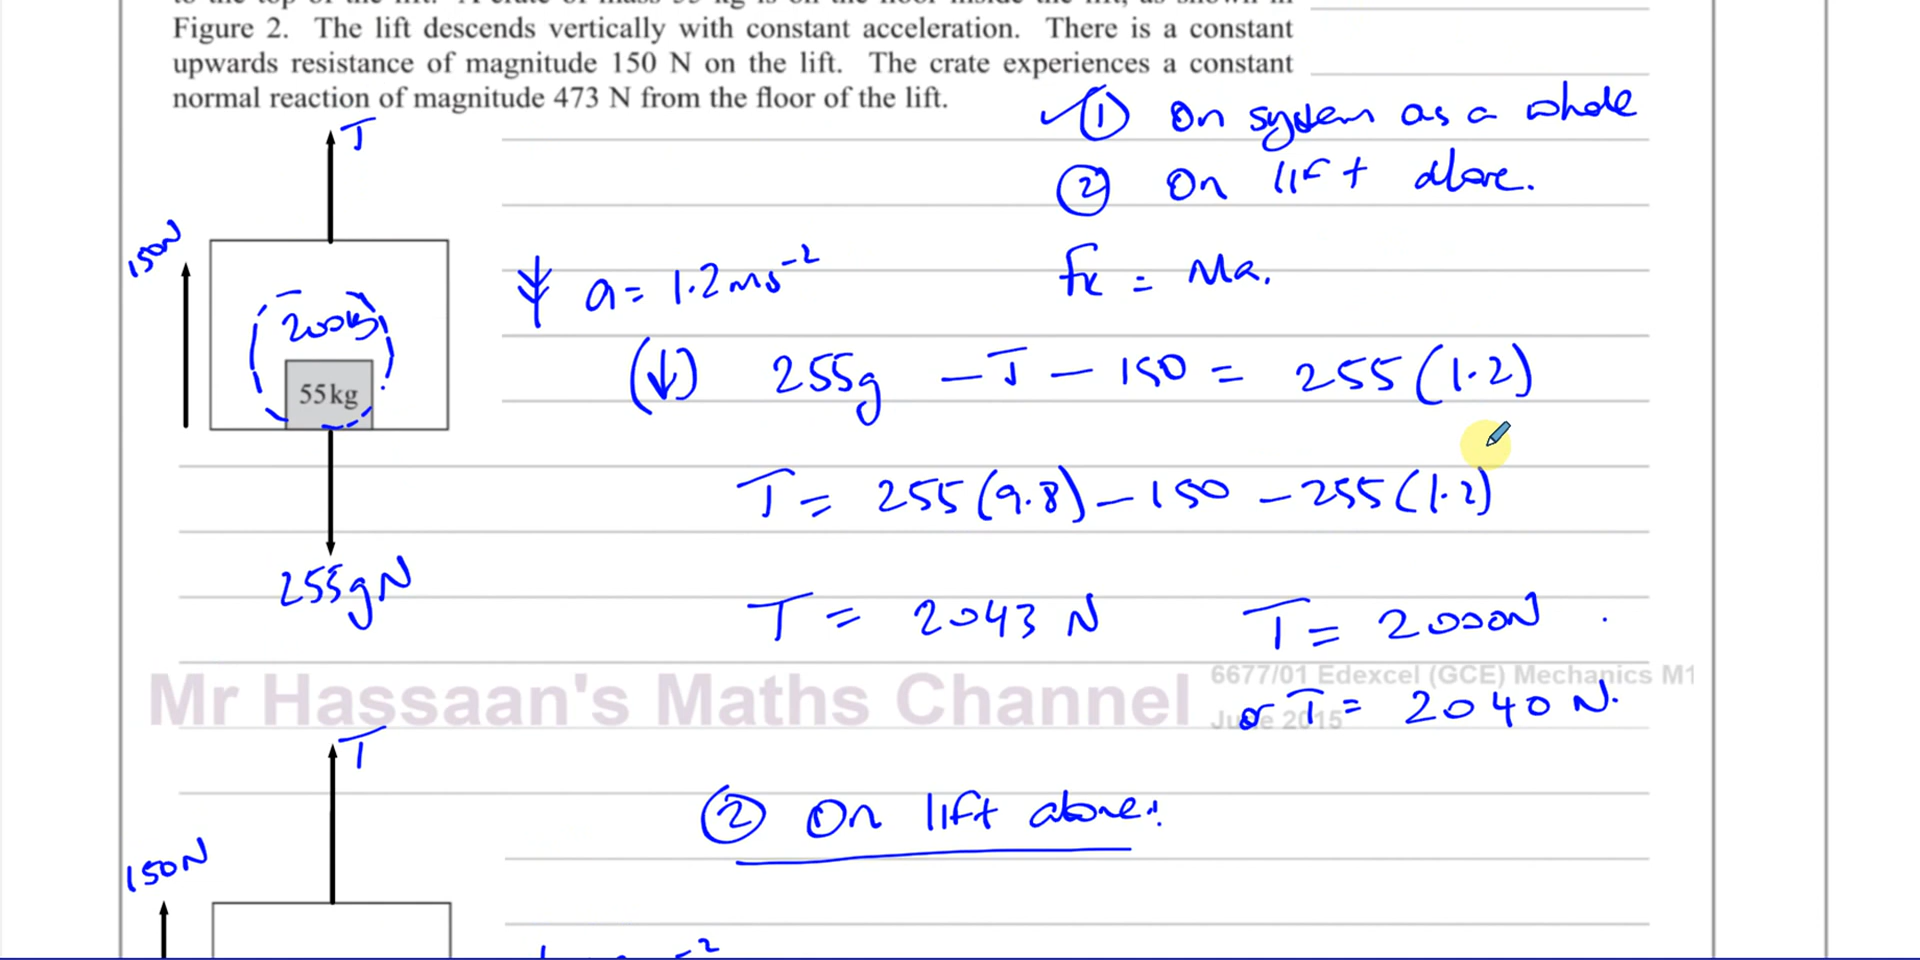 Figure 2. The lift descends vertically with constant acceleration. There is a constant
upwards resistance of magnitude 150 N on the lift. The crate experiences a constant
normal reaction of magnitude 473 N from the floor of the lift.
✓① On system as a whole
② On lift alone.
T
150N
200kg
55 kg
255gN
a = 1.2 ms⁻²
F = Ma.
(↓) 255g - T - 150 = 255(1.2)
T = 255(9.8) - 150 - 255(1.2)
T = 2043 N T = 2000N .
Mr Hassaan's Maths Channel
6677/01 Edexcel (GCE) Mechanics M1
June 2015
or T = 2040 N.
T
② On lift alone:
150N